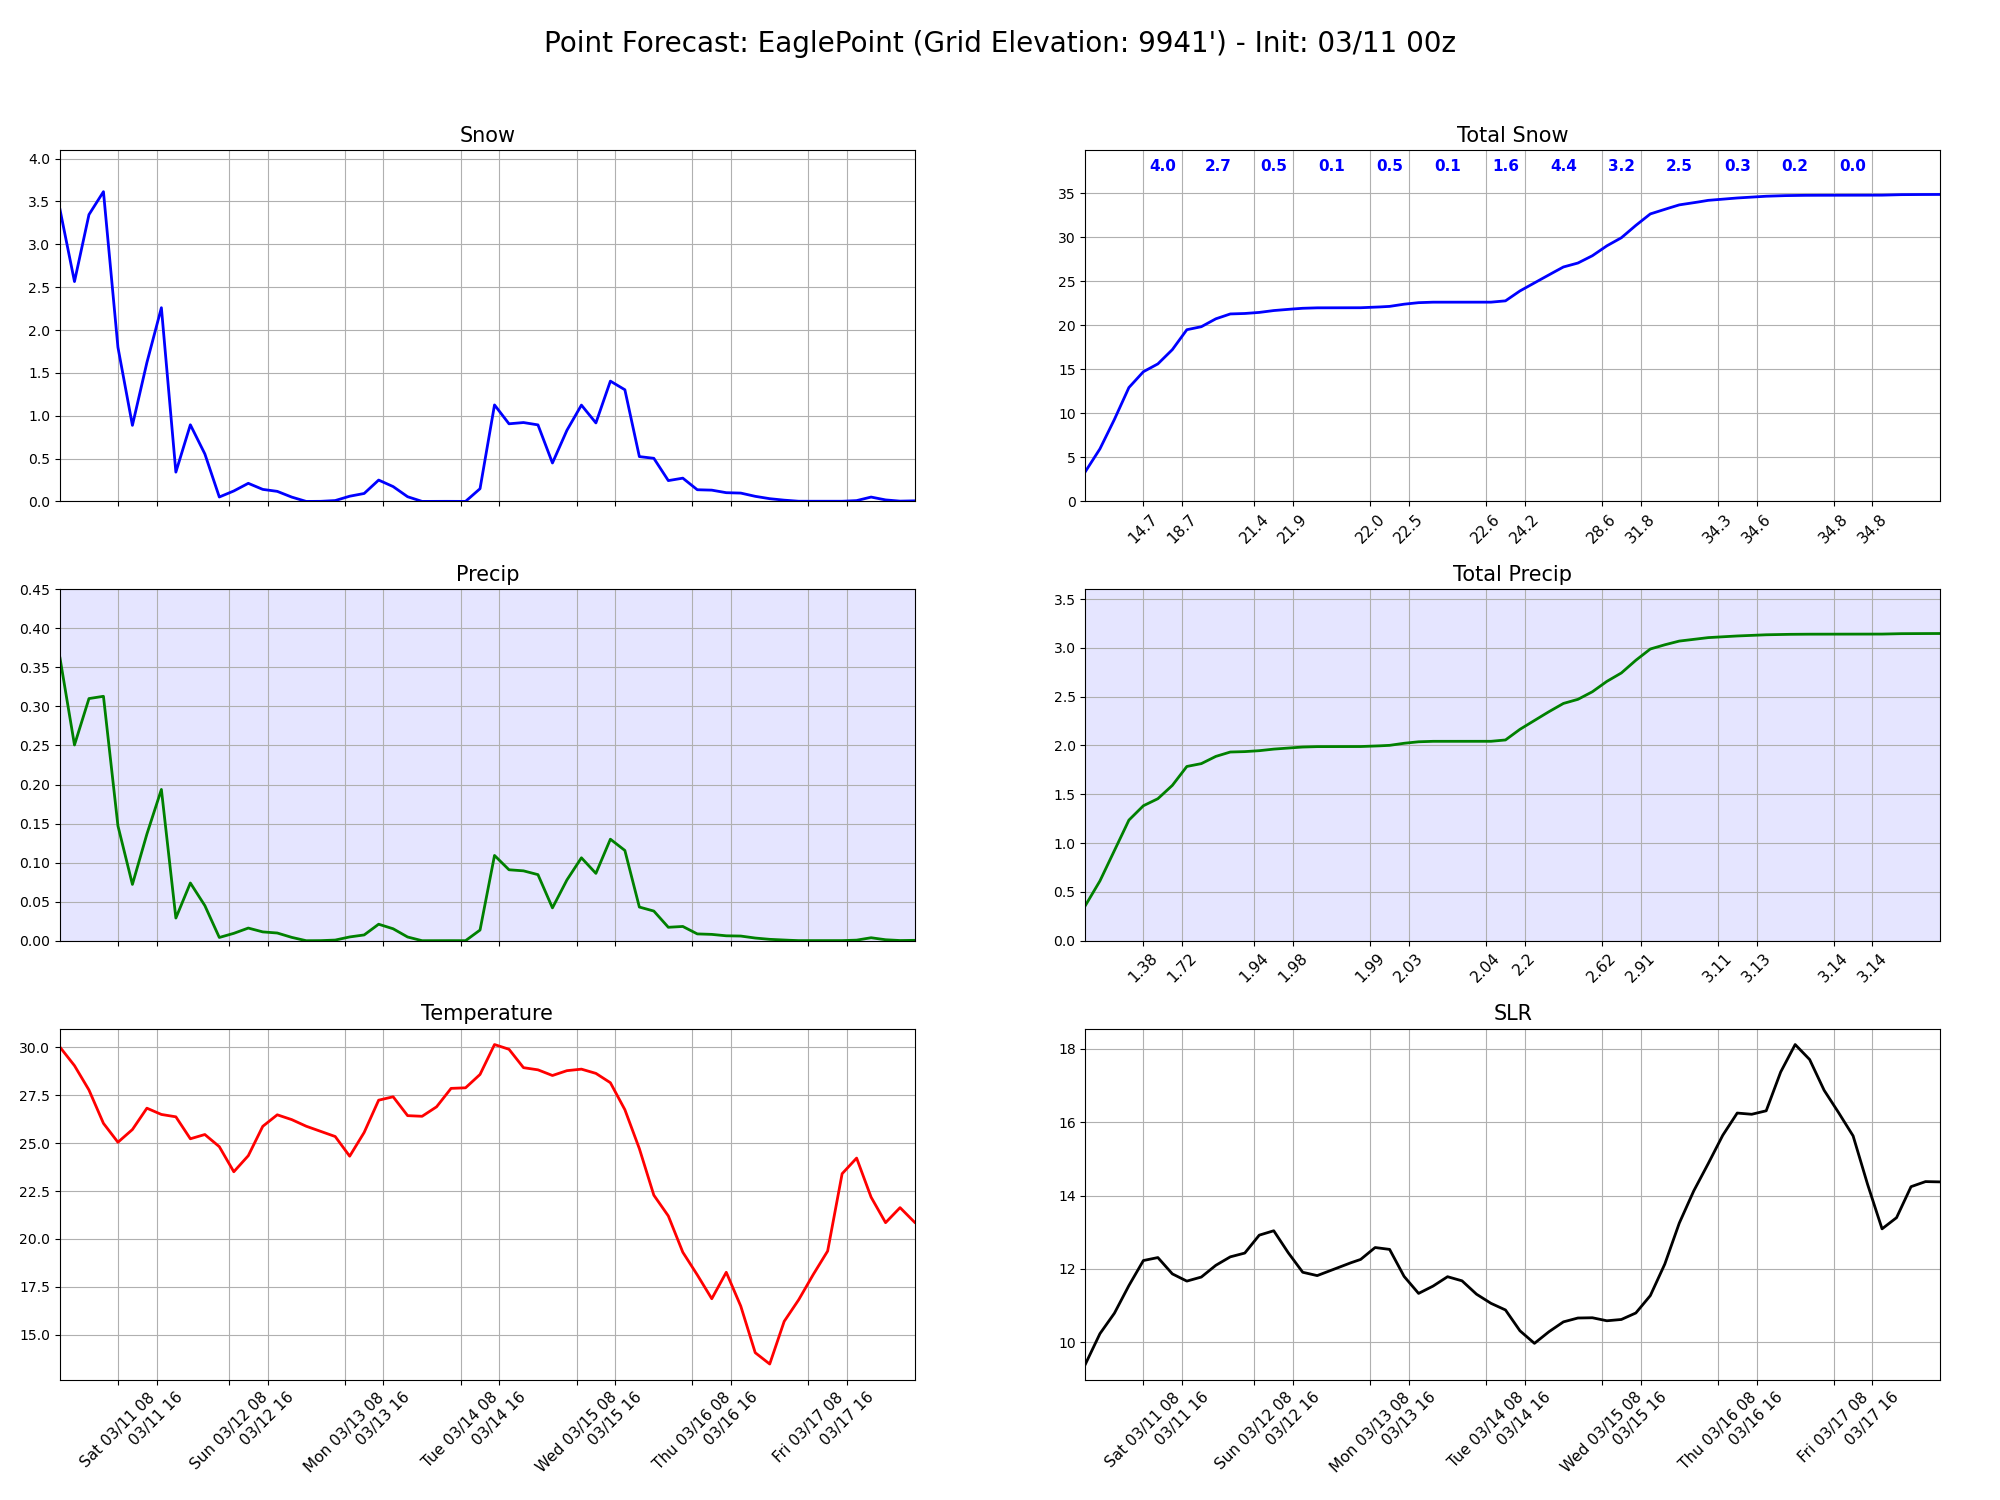 Point Forecast: EaglePoint (Grid Elevation: 9941') - Init: 03/11 00z
Snow
4.0
3.5
3.0
2.5
2.0
1.5
1.0
0.5
0.0
Total Snow
4.0 2.7 0.5 0.1 0.5 0.1 1.6 4.4 3.2 2.5 0.3 0.2 0.0
35
30
25
20
15
10
5
0
14.7 18.7 21.4 21.9 22.0 22.5 22.6 24.2 28.6 31.8 34.3 34.6 34.8 34.8
Precip
0.45
0.40
0.35
0.30
0.25
0.20
0.15
0.10
0.05
0.00
Total Precip
3.5
3.0
2.5
2.0
1.5
1.0
0.5
0.0
1.38 1.72 1.94 1.98 1.99 2.03 2.04 2.2 2.62 2.91 3.11 3.13 3.14 3.14
Temperature
30.0
27.5
25.0
22.5
20.0
17.5
15.0
Sat 03/11 08
03/11 16
Sun 03/12 08
03/12 16
Mon 03/13 08
03/13 16
Tue 03/14 08
03/14 16
Wed 03/15 08
03/15 16
Thu 03/16 08
03/16 16
Fri 03/17 08
03/17 16
SLR
18
16
14
12
10
Sat 03/11 08
03/11 16
Sun 03/12 08
03/12 16
Mon 03/13 08
03/13 16
Tue 03/14 08
03/14 16
Wed 03/15 08
03/15 16
Thu 03/16 08
03/16 16
Fri 03/17 08
03/17 16